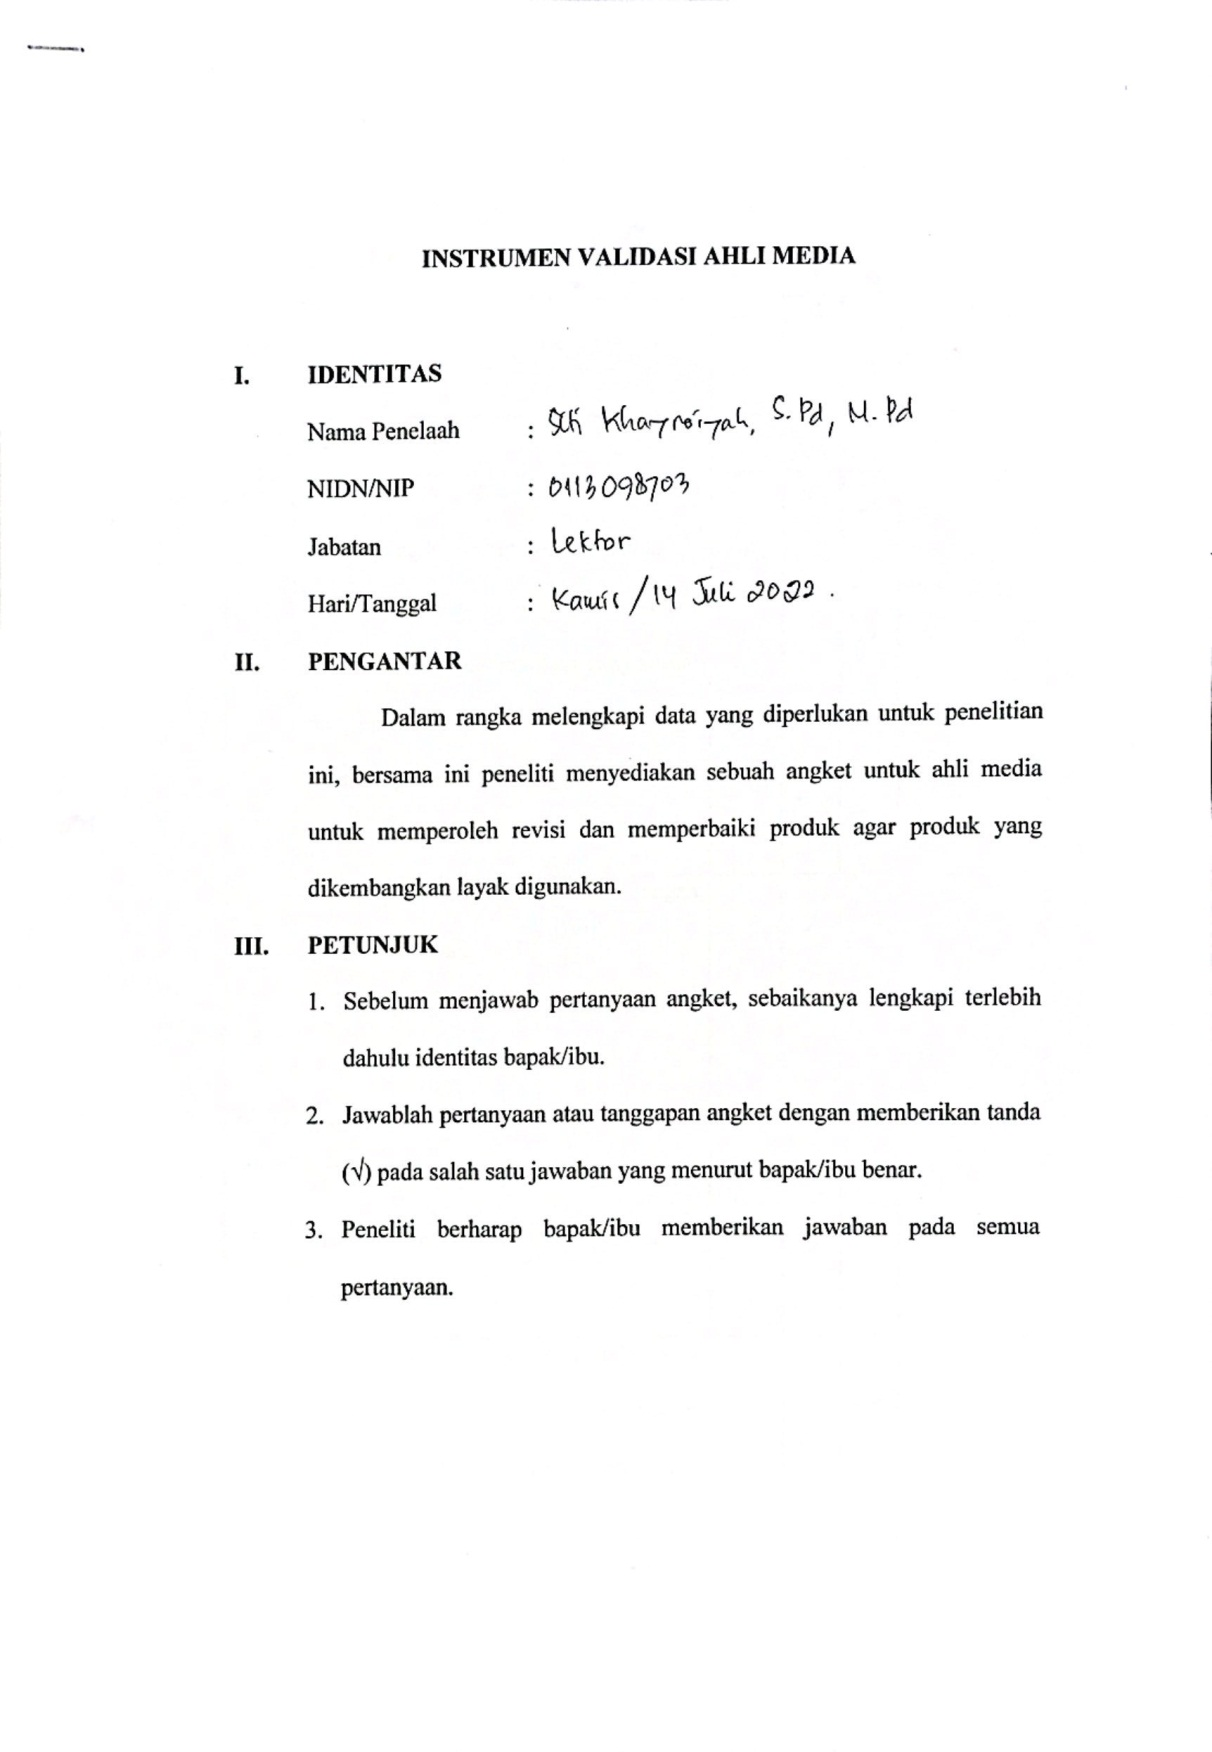 INSTRUMEN VALIDASI AHLI MEDIA
I. IDENTITAS
Nama Penelaah : Siti Khayroiyah, S.Pd, M.Pd
NIDN/NIP : 0113098703
Jabatan : Lektor
Hari/Tanggal : Kamis/14 Juli 2022.
II. PENGANTAR
Dalam rangka melengkapi data yang diperlukan untuk penelitian
ini, bersama ini peneliti menyediakan sebuah angket untuk ahli media
untuk memperoleh revisi dan memperbaiki produk agar produk yang
dikembangkan layak digunakan.
III. PETUNJUK
1. Sebelum menjawab pertanyaan angket, sebaikanya lengkapi terlebih
dahulu identitas bapak/ibu.
2. Jawablah pertanyaan atau tanggapan angket dengan memberikan tanda
(√) pada salah satu jawaban yang menurut bapak/ibu benar.
3. Peneliti berharap bapak/ibu memberikan jawaban pada semua
pertanyaan.